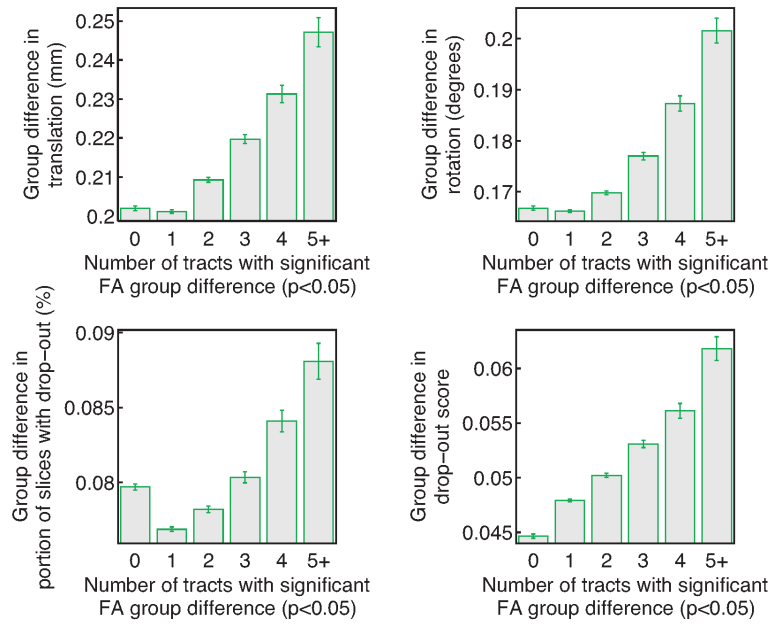 Group difference in
translation (mm)
0.25
0.24
0.23
0.22
0.21
0.2
0 1 2 3 4 5+
Number of tracts with significant
FA group difference (p<0.05)
Group difference in
rotation (degrees)
0.2
0.19
0.18
0.17
0 1 2 3 4 5+
Number of tracts with significant
FA group difference (p<0.05)
Group difference in
portion of slices with drop−out (%)
0.09
0.085
0.08
0 1 2 3 4 5+
Number of tracts with significant
FA group difference (p<0.05)
Group difference in
drop−out score
0.06
0.055
0.05
0.045
0 1 2 3 4 5+
Number of tracts with significant
FA group difference (p<0.05)